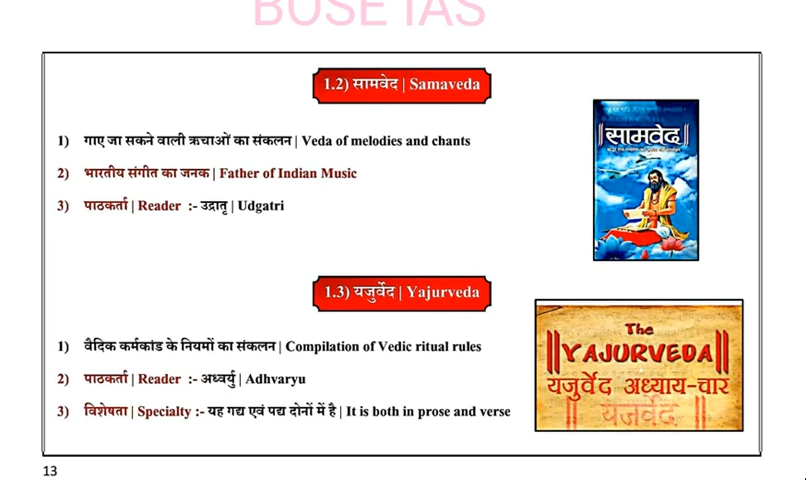 BOSE IAS
1.2) सामवेद | Samaveda
1) गाए जा सकने वाली ऋचाओं का संकलन | Veda of melodies and chants
2) भारतीय संगीत का जनक | Father of Indian Music
3) पाठकर्ता | Reader :- उद्गातृ | Udgatri
सामवेद
1.3) यजुर्वेद | Yajurveda
1) वैदिक कर्मकांड के नियमों का संकलन | Compilation of Vedic ritual rules
2) पाठकर्ता | Reader :- अध्वर्यु | Adhvaryu
3) विशेषता | Specialty :- यह गद्य एवं पद्य दोनों में है | It is both in prose and verse
The
YAJURVEDA
यजुर्वेद अध्याय-चार
यजुर्वेद
13